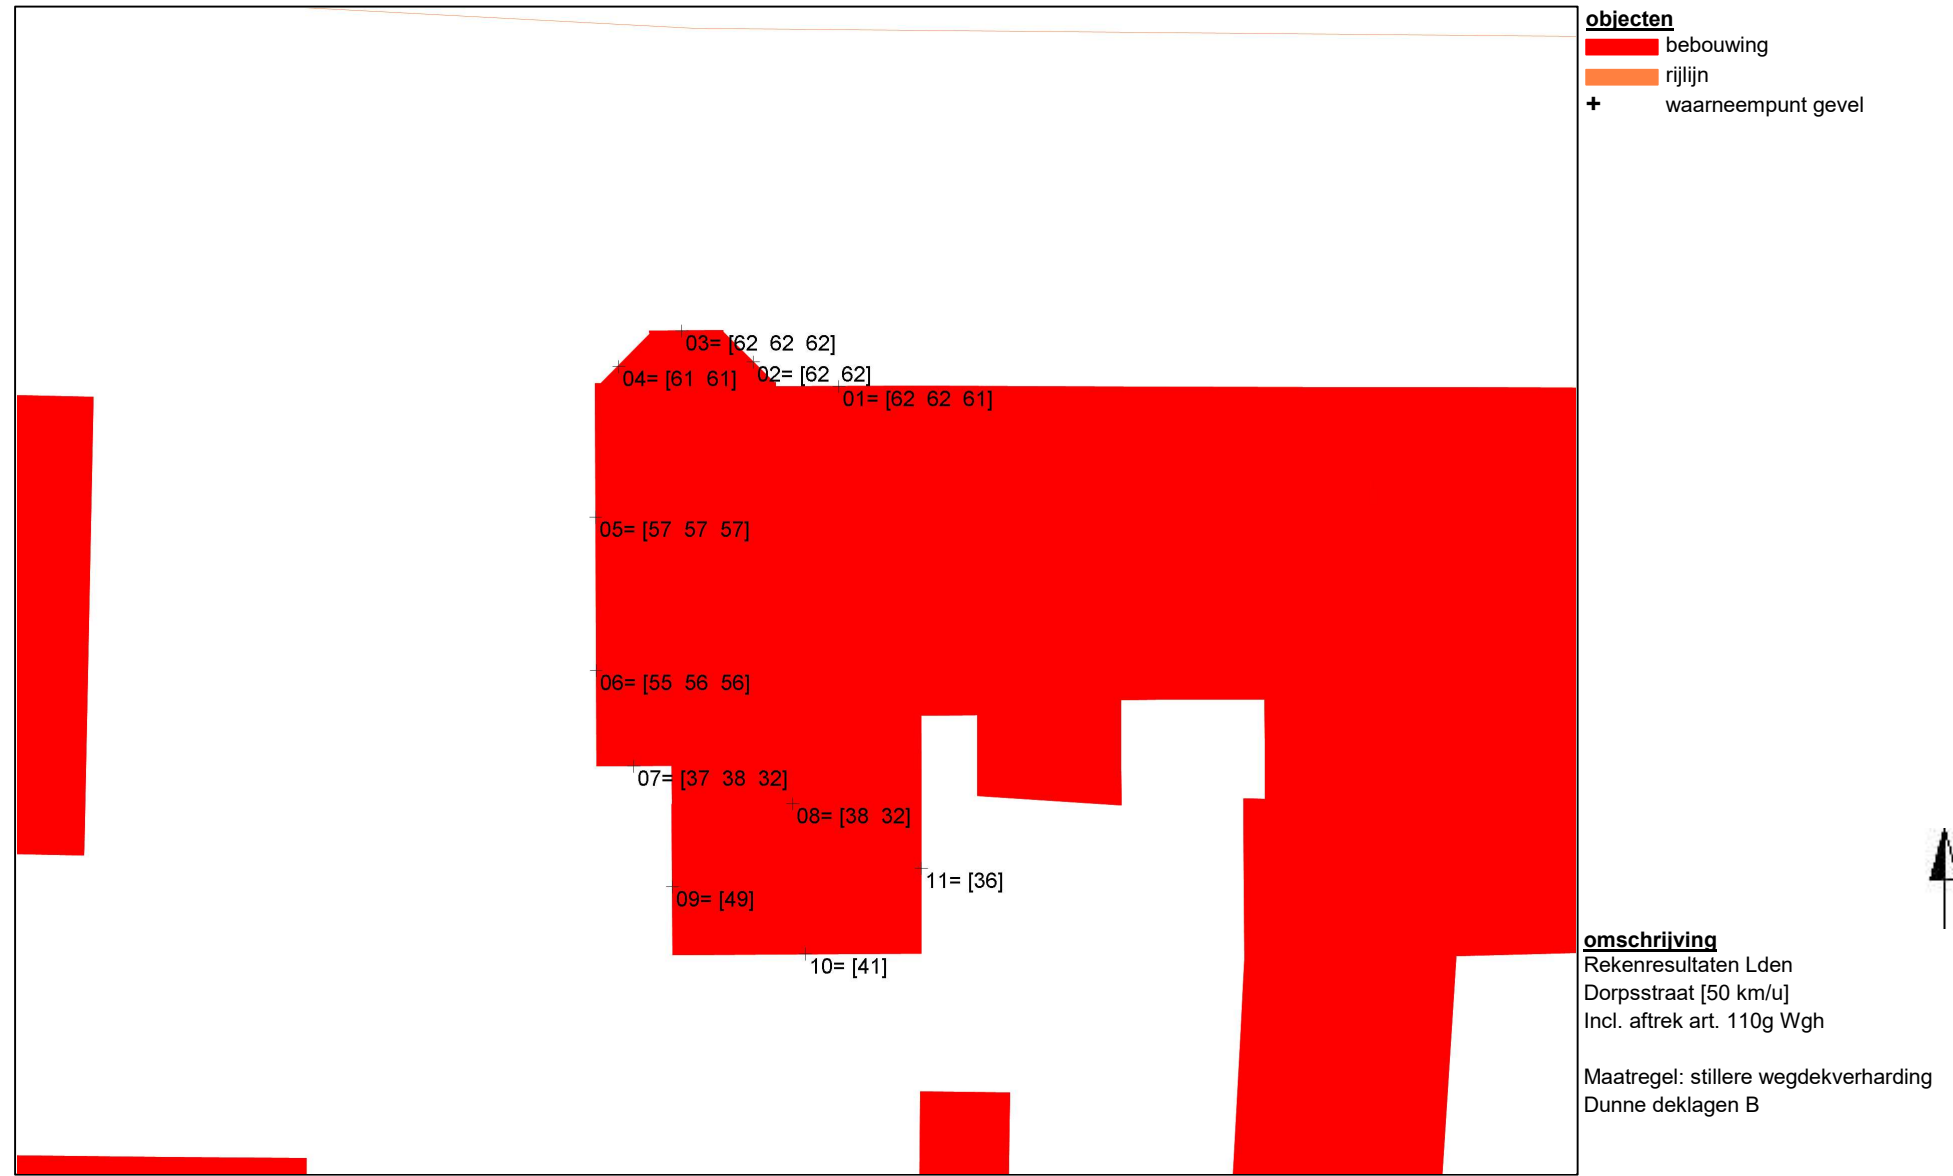 objecten
bebouwing
rijlijn
+ waarneempunt gevel
03= [62 62 62]
04= [61 61]
02= [62 62]
01= [62 62 61]
05= [57 57 57]
06= [55 56 56]
07= [37 38 32]
08= [38 32]
11= [36]
09= [49]
10= [41]
omschrijving
Rekenresultaten Lden
Dorpsstraat [50 km/u]
Incl. aftrek art. 110g Wgh
Maatregel: stillere wegdekverharding
Dunne deklagen B